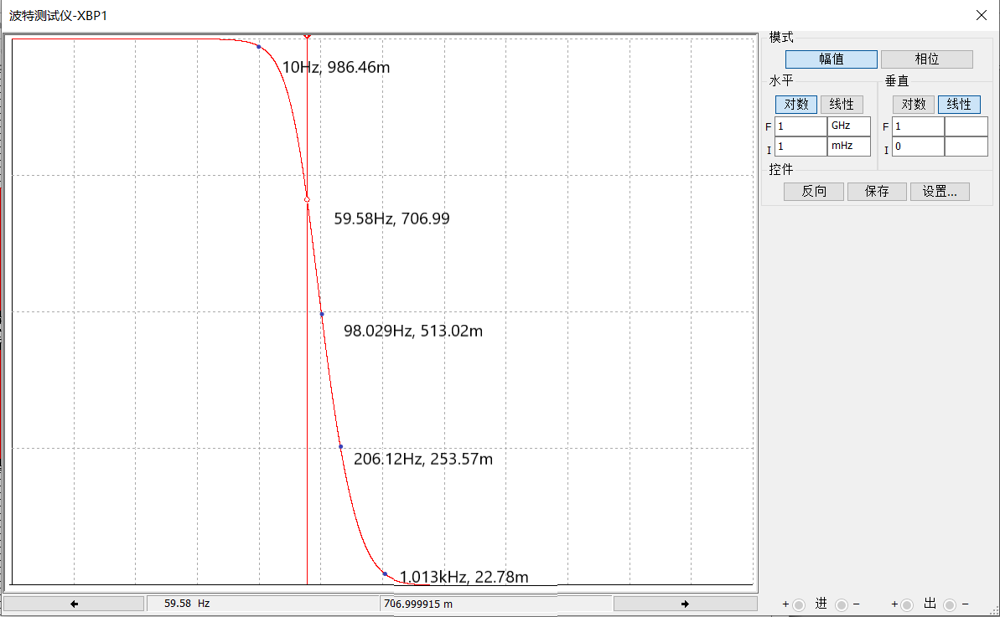 波特测试仪-XBP1
模式
幅值 相位
水平 垂直
对数 线性 对数 线性
F 1 GHz F 1
I 1 mHz I 0
控件
反向 保存 设置...
10Hz, 986.46m
59.58Hz, 706.99
98.029Hz, 513.02m
206.12Hz, 253.57m
1.013kHz, 22.78m
59.58 Hz 706.999915 m
+ 进 − + 出 −